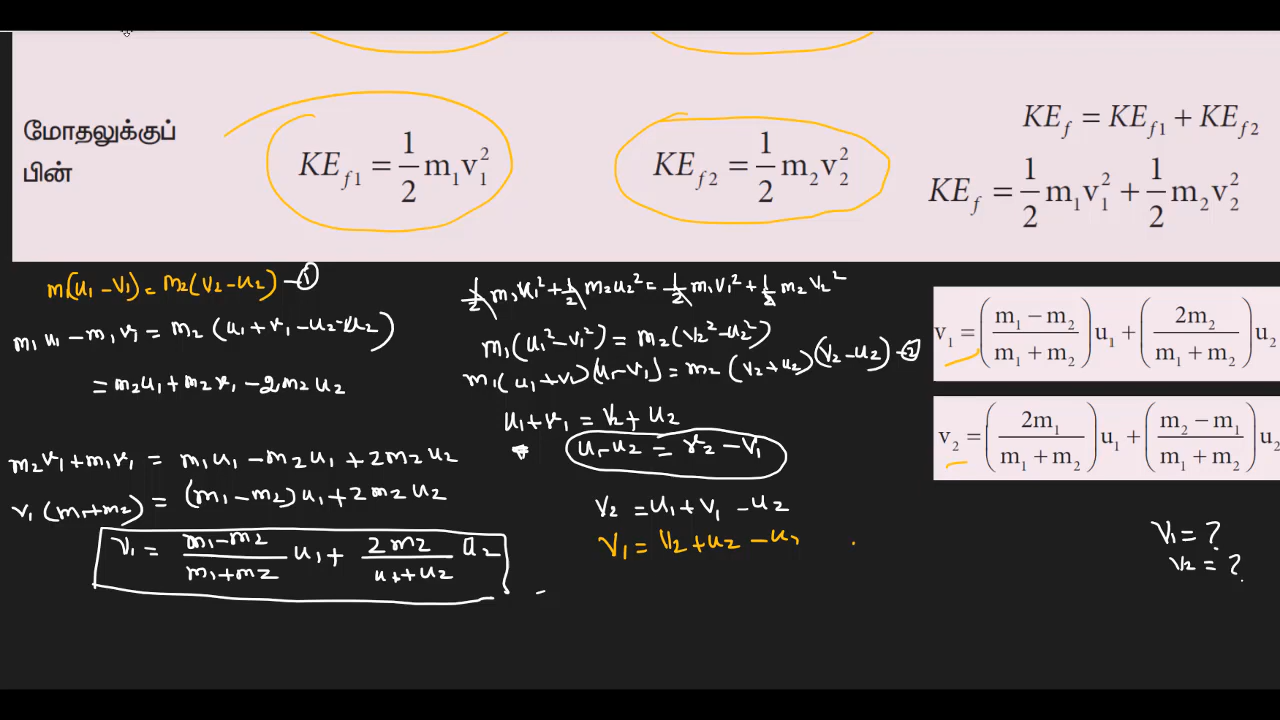 மோதலுக்குப்
பின்
KE_f1 = 1/2 m₁v₁²
KE_f2 = 1/2 m₂v₂²
KE_f = KE_f1 + KE_f2
KE_f = 1/2 m₁v₁² + 1/2 m₂v₂²
m(u₁ - v₁) = m₂(v₂ - u₂) - ①
m₁u₁ - m₁v₁ = m₂(u₁ + v₁ - u₂ - u₂)
= m₂u₁ + m₂v₁ - 2m₂u₂
m₂v₁ + m₁v₁ = m₁u₁ - m₂u₁ + 2m₂u₂
v₁(m₁+m₂) = (m₁-m₂)u₁ + 2m₂u₂
v₁ = (m₁-m₂)/(m₁+m₂) u₁ + 2m₂/(u₁+u₂) u₂
1/2 m₁u₁² + 1/2 m₂u₂² = 1/2 m₁v₁² + 1/2 m₂v₂²
m₁(u₁² - v₁²) = m₂(v₂² - u₂²)
m₁(u₁+v₁)(u₁-v₁) = m₂(v₂+u₂)(v₂-u₂) - ②
u₁ + v₁ = v₂ + u₂
u₁ - u₂ = v₂ - v₁
v₂ = u₁ + v₁ - u₂
v₁ = v₂ + u₂ - u₁
v₁ = ((m₁ - m₂)/(m₁ + m₂)) u₁ + (2m₂/(m₁ + m₂)) u₂
v₂ = (2m₁/(m₁ + m₂)) u₁ + ((m₂ - m₁)/(m₁ + m₂)) u₂
v₁ = ?
v₂ = ?